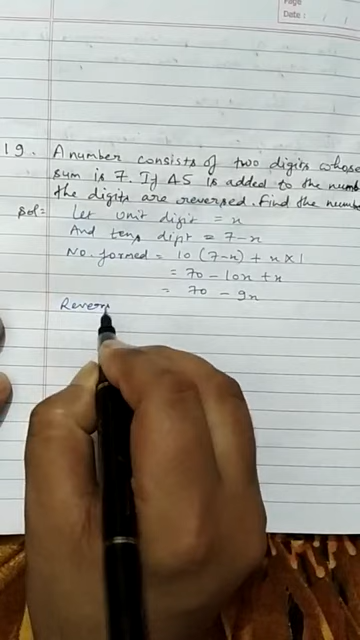 Page
Date : / /
19. A number consists of two digits whose
sum is 7. If 45 is added to the numb
the digits are reversed. Find the numbe
Sol: Let unit digit = x
And tens digit = 7-x
No. formed = 10 (7-x) + x × 1
= 70 - 10x + x
= 70 - 9x
Revers